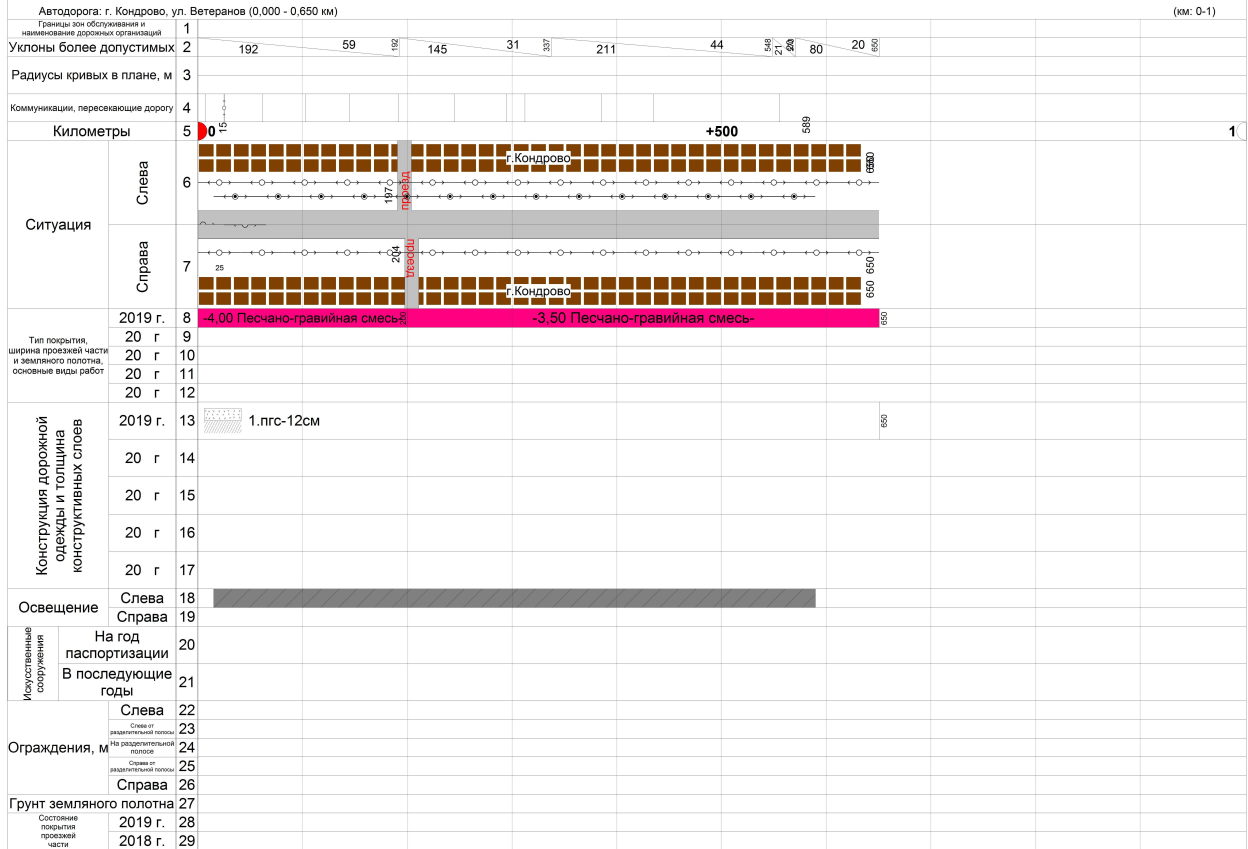 Автодорога: г. Кондрово, ул. Ветеранов (0,000 - 0,650 км)
(км: 0-1)
Границы зон обслуживания и
наименование дорожных организаций
1
Уклоны более допустимых
2
192
59
192
145
31
337
211
44
548
21
80
20
650
Радиусы кривых в плане, м
3
Коммуникации, пересекающие дорогу
4
15
589
Километры
5
0
+500
1
Ситуация
Слева
6
г.Кондрово
650
197
проезд
Справа
7
25
204
проезд
650
г.Кондрово
650
Тип покрытия,
ширина проезжей части
и земляного полотна,
основные виды работ
2019 г.
8
-4,00 Песчано-гравийная смесь-
200
-3,50 Песчано-гравийная смесь-
650
20 г
9
20 г
10
20 г
11
20 г
12
Конструкция дорожной
одежды и толщина
конструктивных слоев
2019 г.
13
1.пгс-12см
650
20 г
14
20 г
15
20 г
16
20 г
17
Освещение
Слева
18
Справа
19
Искусственные
сооружения
На год
паспортизации
20
В последующие
годы
21
Ограждения, м
Слева
22
Слева от
разделительной полосы
23
На разделительной
полосе
24
Справа от
разделительной полосы
25
Справа
26
Грунт земляного полотна
27
Состояние
покрытия
проезжей
части
2019 г.
28
2018 г.
29